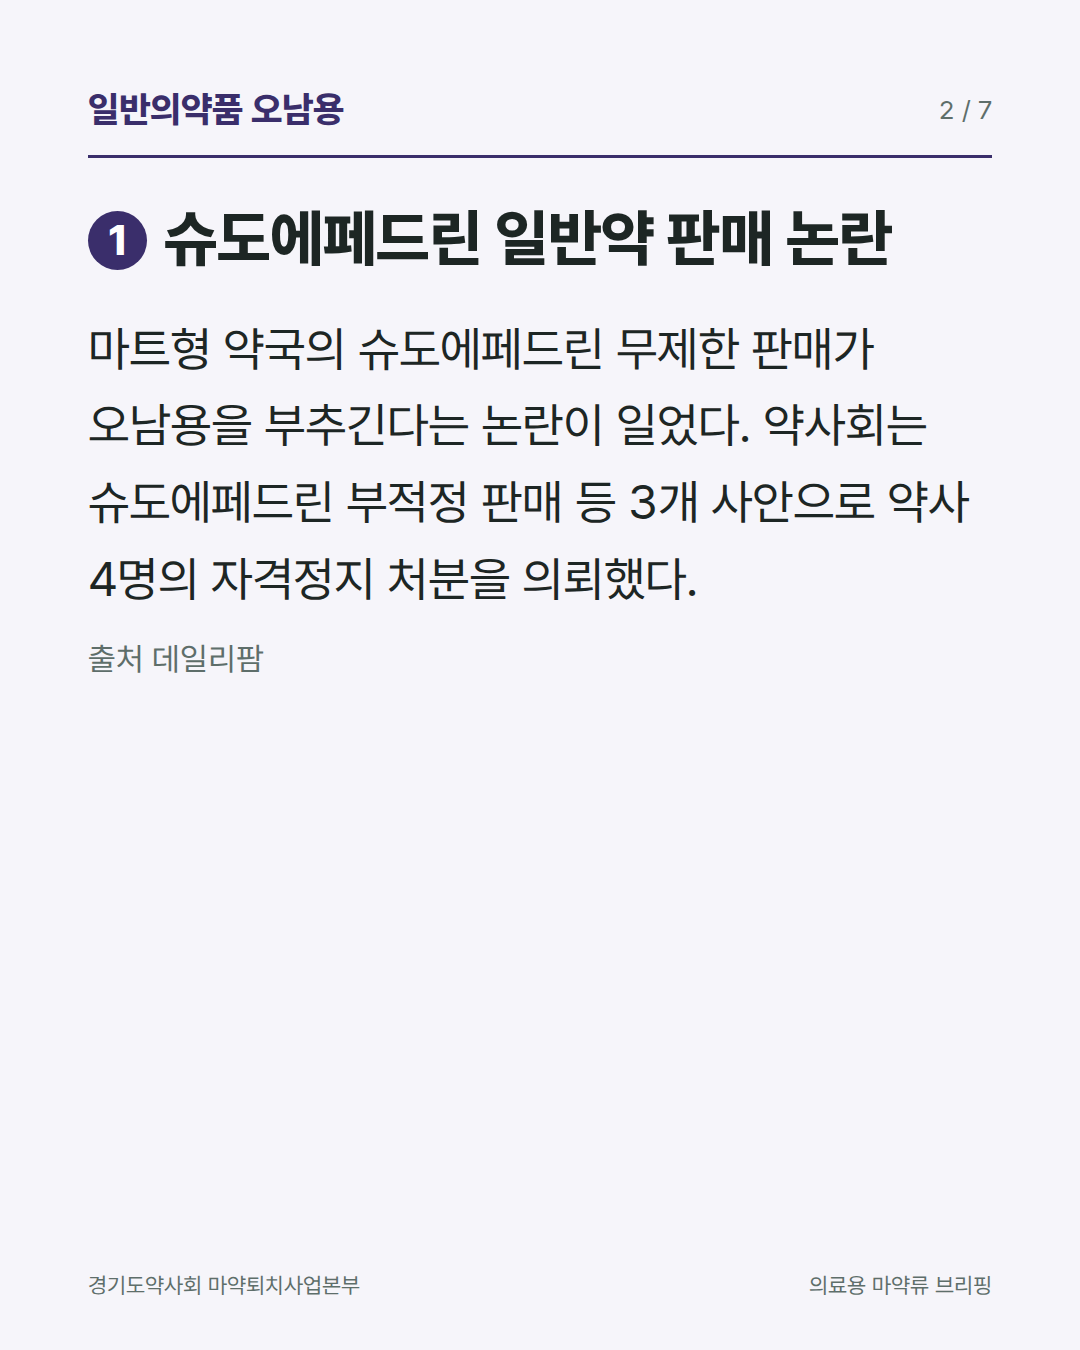 일반의약품 오남용
2 / 7
1 슈도에페드린 일반약 판매 논란
마트형 약국의 슈도에페드린 무제한 판매가
오남용을 부추긴다는 논란이 일었다. 약사회는
슈도에페드린 부적정 판매 등 3개 사안으로 약사
4명의 자격정지 처분을 의뢰했다.
출처 데일리팜
경기도약사회 마약퇴치사업본부
의료용 마약류 브리핑